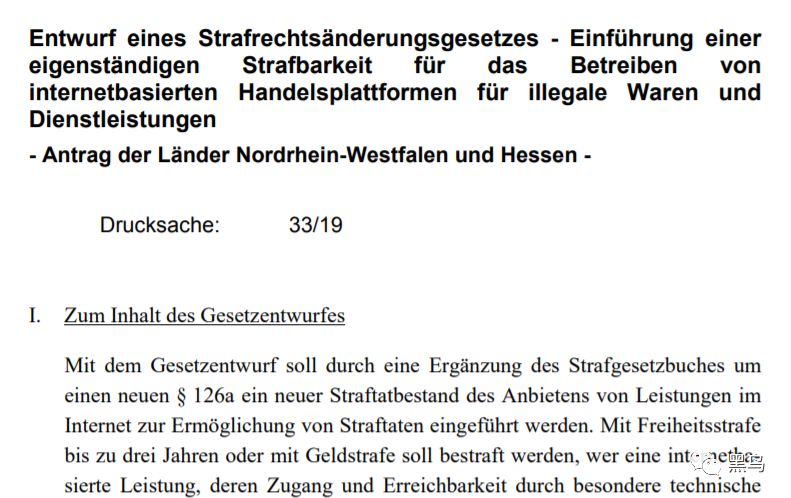 Entwurf eines Strafrechtsänderungsgesetzes - Einführung einer
eigenständigen Strafbarkeit für das Betreiben von
internetbasierten Handelsplattformen für illegale Waren und
Dienstleistungen
- Antrag der Länder Nordrhein-Westfalen und Hessen -
Drucksache: 33/19
I. Zum Inhalt des Gesetzentwurfes
Mit dem Gesetzentwurf soll durch eine Ergänzung des Strafgesetzbuches um
einen neuen § 126a ein neuer Straftatbestand des Anbietens von Leistungen im
Internet zur Ermöglichung von Straftaten eingeführt werden. Mit Freiheitsstrafe
bis zu drei Jahren oder mit Geldstrafe soll bestraft werden, wer eine internetba-
sierte Leistung, deren Zugang und Erreichbarkeit durch besondere technische
黑鸟